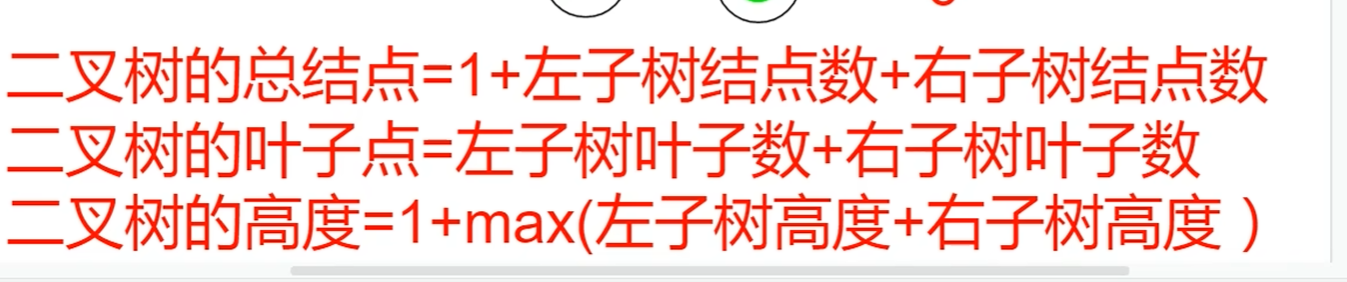 二叉树的总结点=1+左子树结点数+右子树结点数
二叉树的叶子点=左子树叶子数+右子树叶子数
二叉树的高度=1+max(左子树高度+右子树高度 )